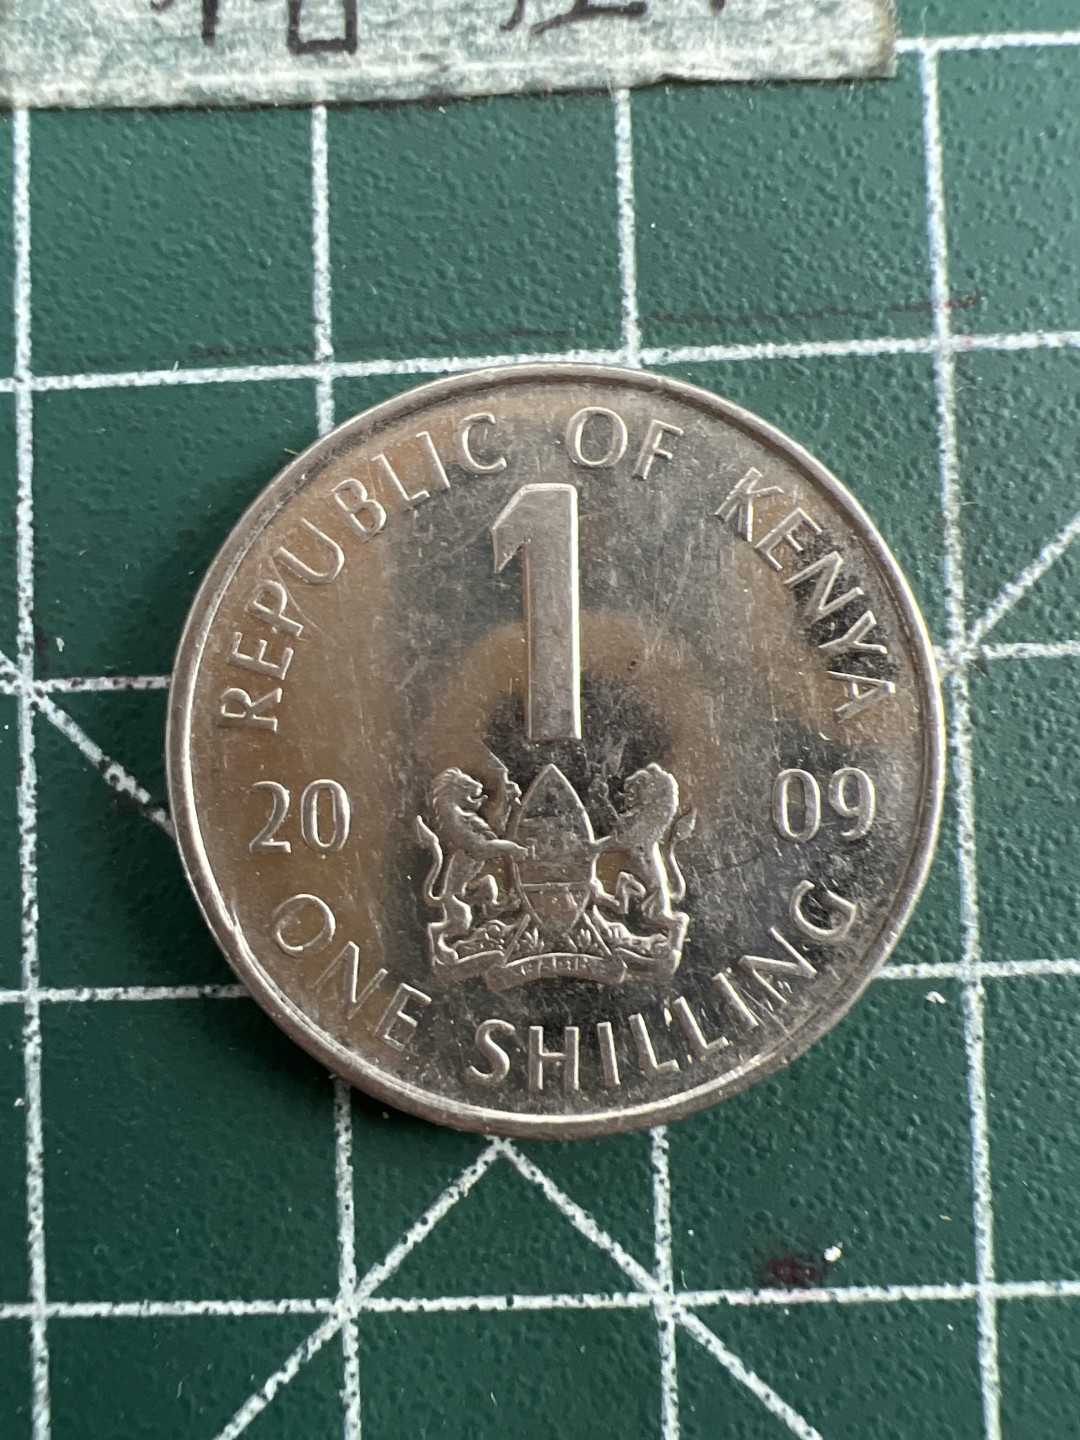 REPUBLIC OF KENYA
1
20 09
ONE SHILLING